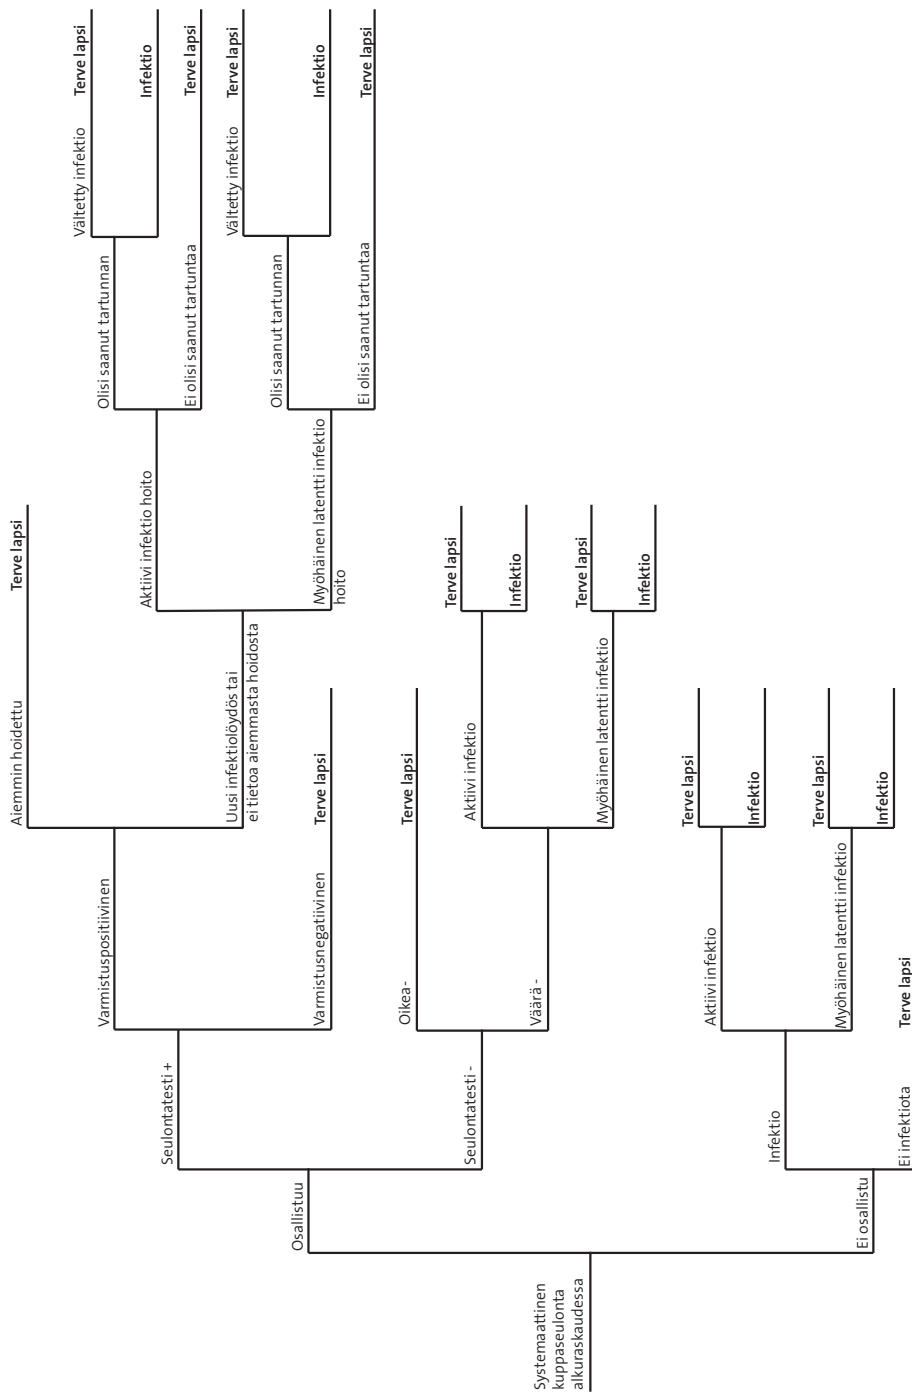 Systemaattinen
kuppaseulonta
alkuraskaudessa
Osallistuu
Seulontatesti +
Varmistuspositiivinen
Aiemmin hoidettu
Terve lapsi
Uusi infektiolöydös tai
ei tietoa aiemmasta hoidosta
Aktiivi infektio hoito
Olisi saanut tartunnan
Vältetty infektio
Terve lapsi
Infektio
Ei olisi saanut tartuntaa
Terve lapsi
Myöhäinen latentti infektio
hoito
Olisi saanut tartunnan
Vältetty infektio
Terve lapsi
Infektio
Ei olisi saanut tartuntaa
Terve lapsi
Varmistusnegatiivinen
Terve lapsi
Seulontatesti -
Oikea-
Terve lapsi
Väärä -
Aktiivi infektio
Terve lapsi
Infektio
Myöhäinen latentti infektio
Terve lapsi
Infektio
Ei osallistu
Infektio
Aktiivi infektio
Terve lapsi
Infektio
Myöhäinen latentti infektio
Terve lapsi
Infektio
Ei infektiota
Terve lapsi